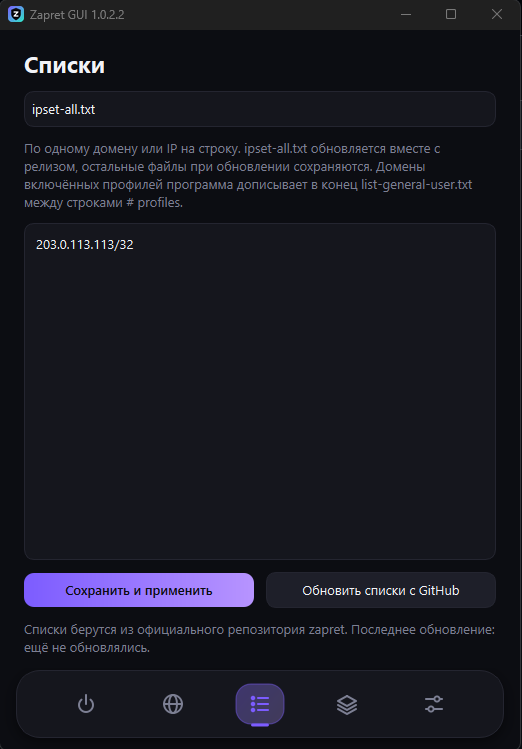 Zapret GUI 1.0.2.2
Списки
ipset-all.txt
По одному домену или IP на строку. ipset-all.txt обновляется вместе с
релизом, остальные файлы при обновлении сохраняются. Домены
включённых профилей программа дописывает в конец list-general-user.txt
между строками # profiles.
203.0.113.113/32
Сохранить и применить
Обновить списки с GitHub
Списки берутся из официального репозитория zapret. Последнее обновление:
ещё не обновлялись.